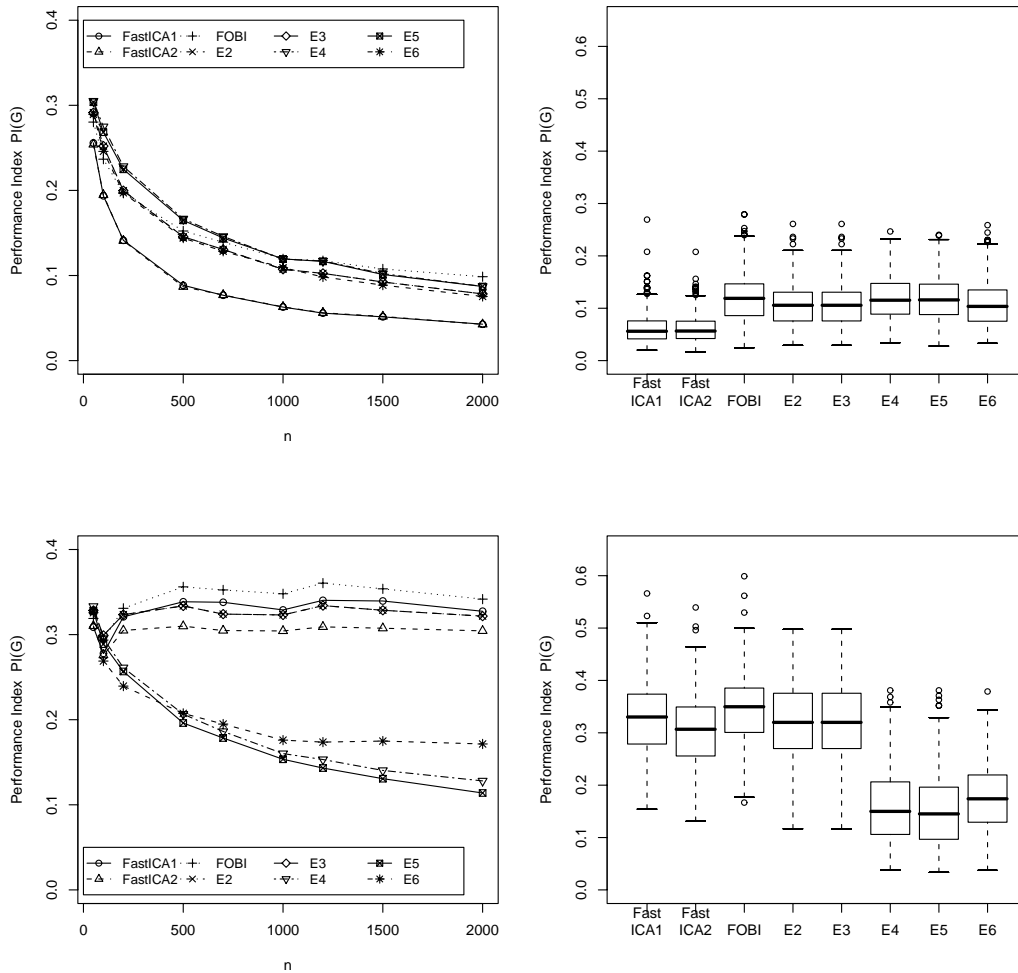 Performance Index PI(G)
0.0 0.1 0.2 0.3 0.4
FastICA1 FOBI E3 E5
FastICA2 E2 E4 E6
0 500 1000 1500 2000
n
Performance Index PI(G)
0.0 0.1 0.2 0.3 0.4 0.5 0.6
Fast Fast
ICA1 ICA2 FOBI E2 E3 E4 E5 E6
Performance Index PI(G)
0.0 0.1 0.2 0.3 0.4
FastICA1 FOBI E3 E5
FastICA2 E2 E4 E6
0 500 1000 1500 2000
n
Performance Index PI(G)
0.0 0.1 0.2 0.3 0.4 0.5 0.6
Fast Fast
ICA1 ICA2 FOBI E2 E3 E4 E5 E6